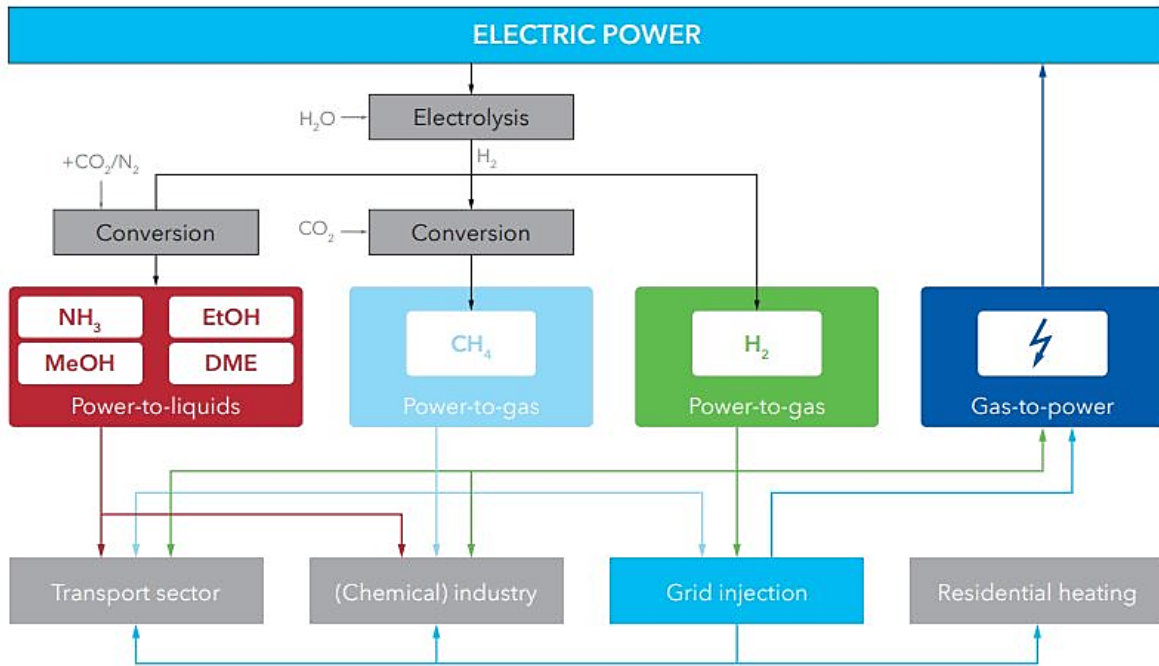 ELECTRIC POWER
H₂O
Electrolysis
H₂
+CO₂/N₂
Conversion
CO₂
Conversion
NH₃
EtOH
MeOH
DME
Power-to-liquids
CH₄
Power-to-gas
H₂
Power-to-gas
Gas-to-power
Transport sector
(Chemical) industry
Grid injection
Residential heating